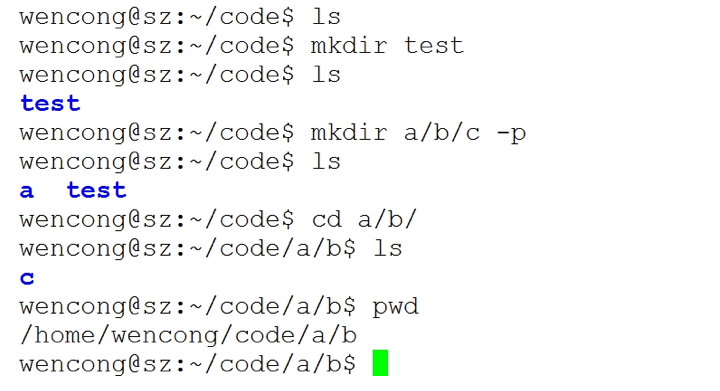 wencong@sz:~/code$ ls
wencong@sz:~/code$ mkdir test
wencong@sz:~/code$ ls
test
wencong@sz:~/code$ mkdir a/b/c -p
wencong@sz:~/code$ ls
a  test
wencong@sz:~/code$ cd a/b/
wencong@sz:~/code/a/b$ ls
c
wencong@sz:~/code/a/b$ pwd
/home/wencong/code/a/b
wencong@sz:~/code/a/b$